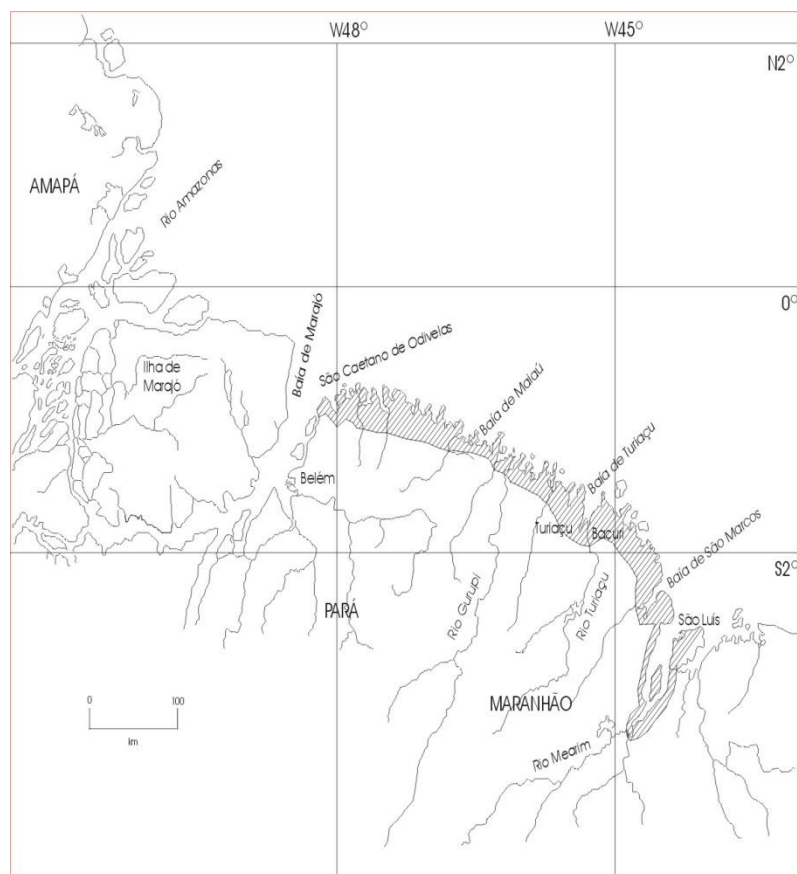 W48°
W45°
N2°
AMAPÁ
Rio Amazonas
0°
Baía de Marajó
São Caetano de Odivelas
Ilha de
Marajó
Baía de Maiaú
Baía de Turiaçu
Belém
Turiaçu
Bacuri
Baía de São Marcos
S2°
PARÁ
Rio Gurupi
Rio Turiaçu
São Luís
0
100
km
MARANHÃO
Rio Mearim